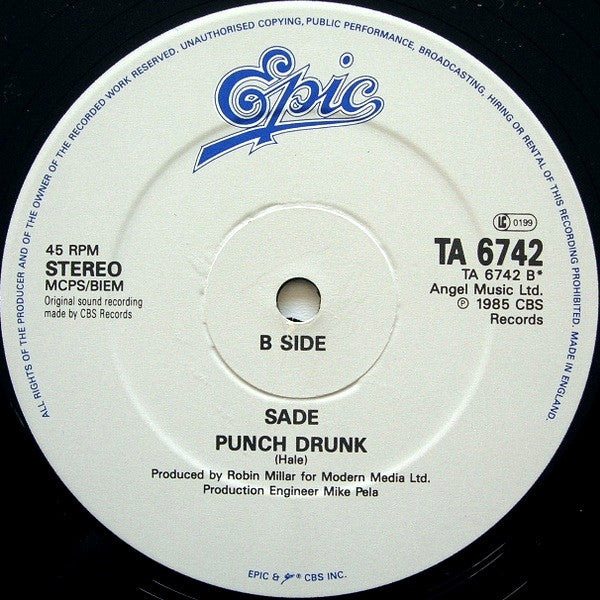 ALL RIGHTS OF THE PRODUCER AND OF THE OWNER OF THE RECORDED WORK RESERVED. UNAUTHORISED COPYING, PUBLIC PERFORMANCE, BROADCASTING, HIRING OR RENTAL OF THIS RECORDING PROHIBITED. MADE IN ENGLAND.
Epic
45 RPM
STEREO
MCPS/BIEM
Original sound recording
made by CBS Records
LC 0199
TA 6742
TA 6742 B*
Angel Music Ltd.
℗ 1985 CBS
Records
B SIDE
SADE
PUNCH DRUNK
(Hale)
Produced by Robin Millar for Modern Media Ltd.
Production Engineer Mike Pela
EPIC & ® CBS INC.